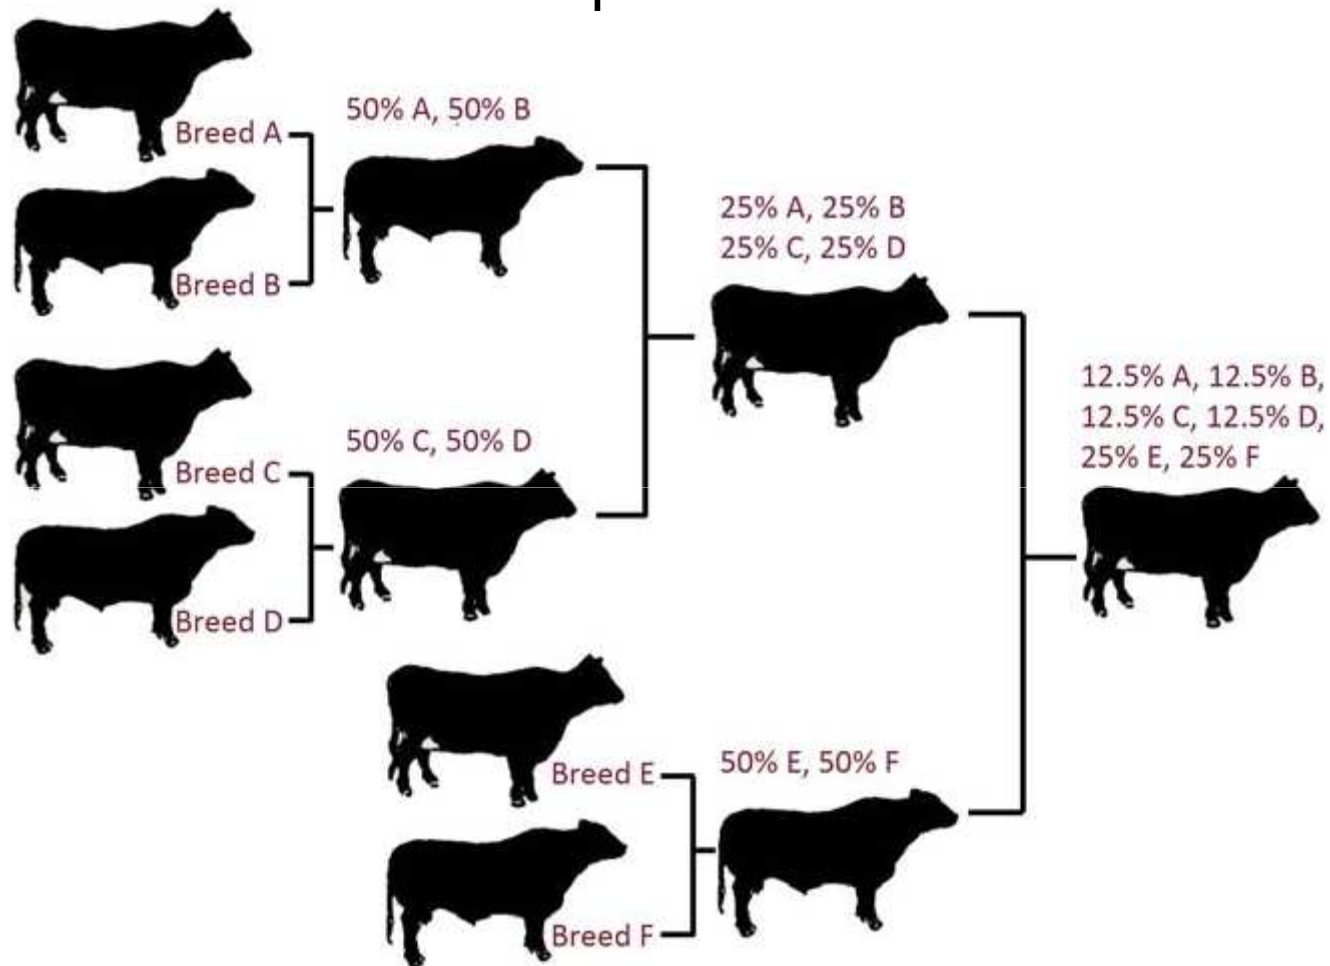 Breed A
Breed B
50% A, 50% B
Breed C
Breed D
50% C, 50% D
25% A, 25% B
25% C, 25% D
Breed E
Breed F
50% E, 50% F
12.5% A, 12.5% B,
12.5% C, 12.5% D,
25% E, 25% F